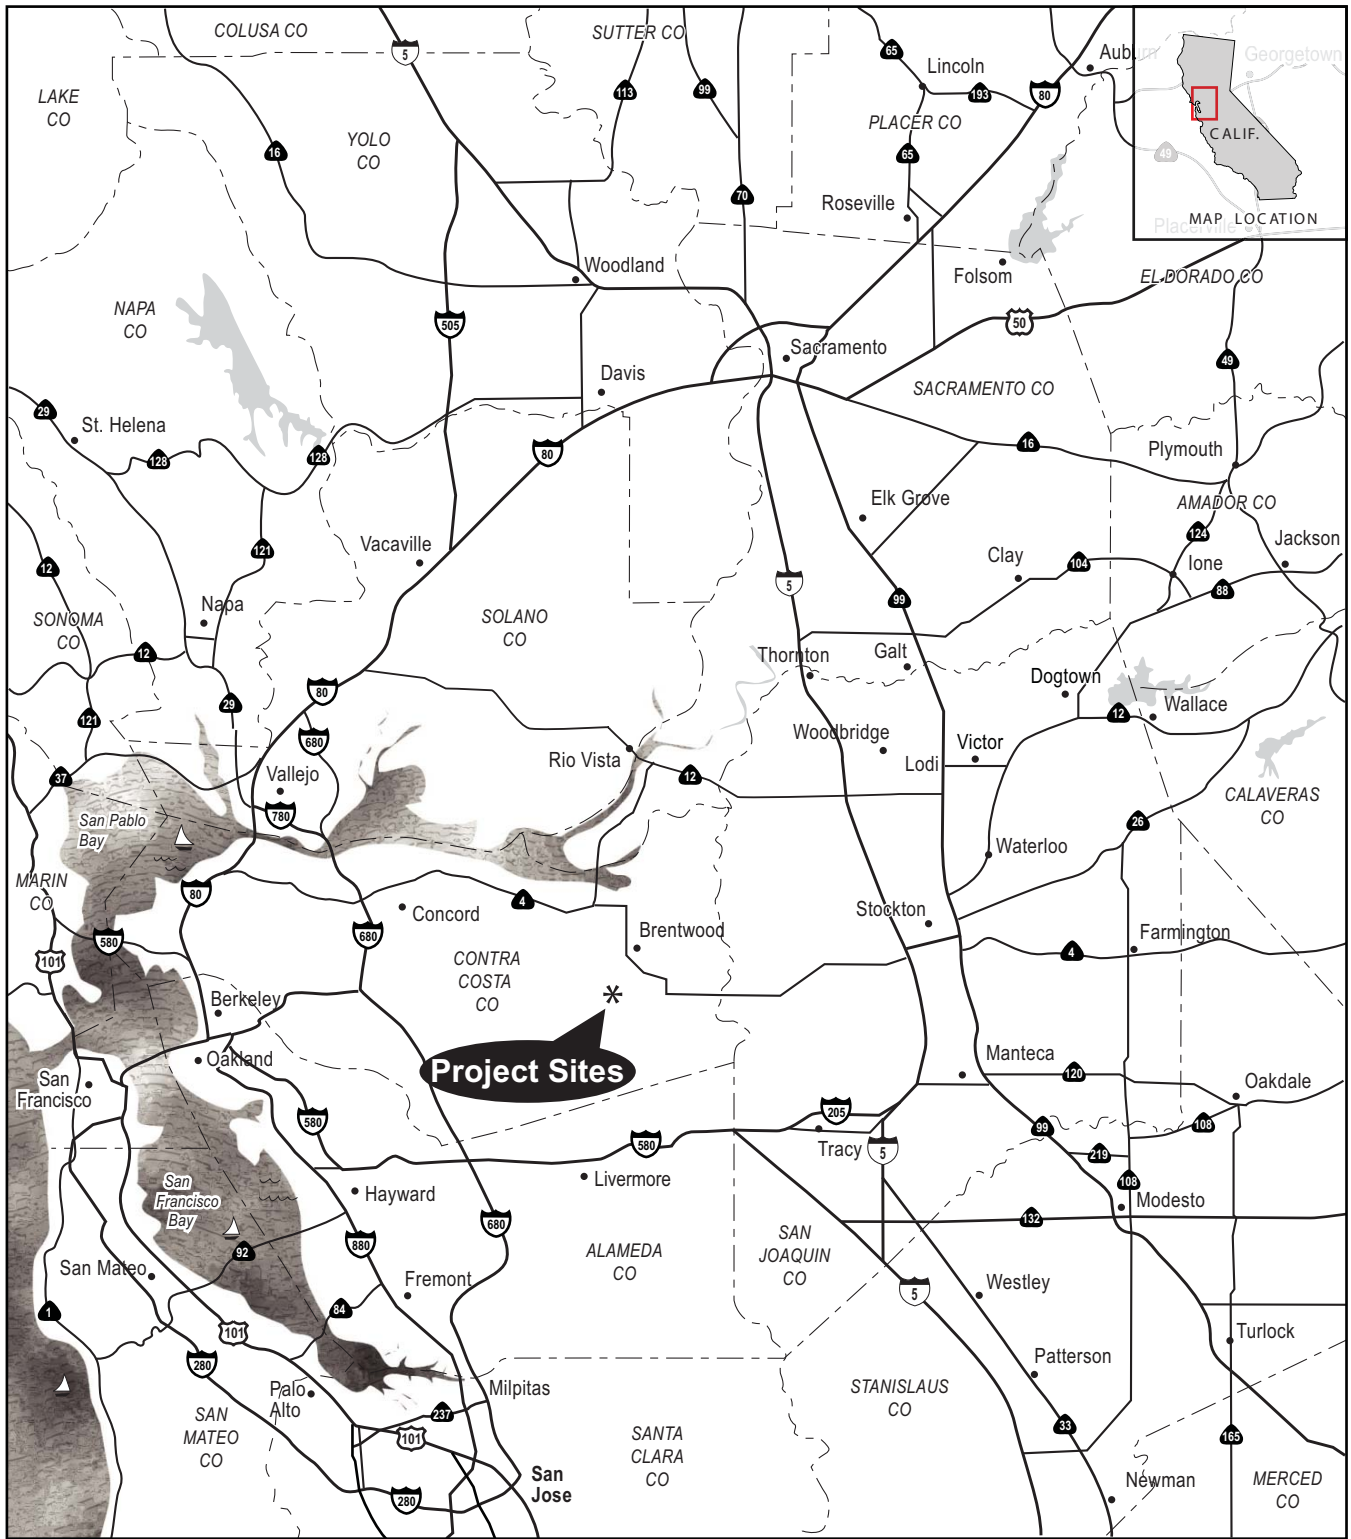 COLUSA CO
SUTTER CO
5
65
Lincoln
Auburn
Georgetown
LAKE
CO
113
99
193
80
PLACER CO
CALIF.
YOLO
CO
16
65
49
70
Roseville
MAP LOCATION
Placerville
Woodland
Folsom
EL DORADO CO
NAPA
CO
505
50
Sacramento
49
Davis
SACRAMENTO CO
29
St. Helena
128
128
80
16
Plymouth
Elk Grove
AMADOR CO
124
Jackson
121
Vacaville
Clay
104
Ione
12
5
99
88
Napa
SONOMA
CO
SOLANO
CO
12
Thornton
Galt
Dogtown
80
29
121
12
Wallace
680
Woodbridge
Victor
Rio Vista
Lodi
37
Vallejo
12
780
CALAVERAS
CO
San Pablo
Bay
26
Waterloo
MARIN
CO
80
4
Concord
Stockton
680
Brentwood
Farmington
580
4
101
CONTRA
COSTA
CO
*
Berkeley
Oakland
Project Sites
Manteca
120
San
Francisco
Oakdale
580
205
99
108
580
Tracy
5
219
Livermore
108
San
Francisco
Bay
Hayward
Modesto
680
132
92
880
ALAMEDA
CO
SAN
JOAQUIN
CO
San Mateo
Fremont
Westley
5
1
84
101
Turlock
280
Patterson
Palo
Alto
Milpitas
STANISLAUS
CO
237
SAN
MATEO
CO
33
101
165
SANTA
CLARA
CO
San
Jose
280
Newman
MERCED
CO